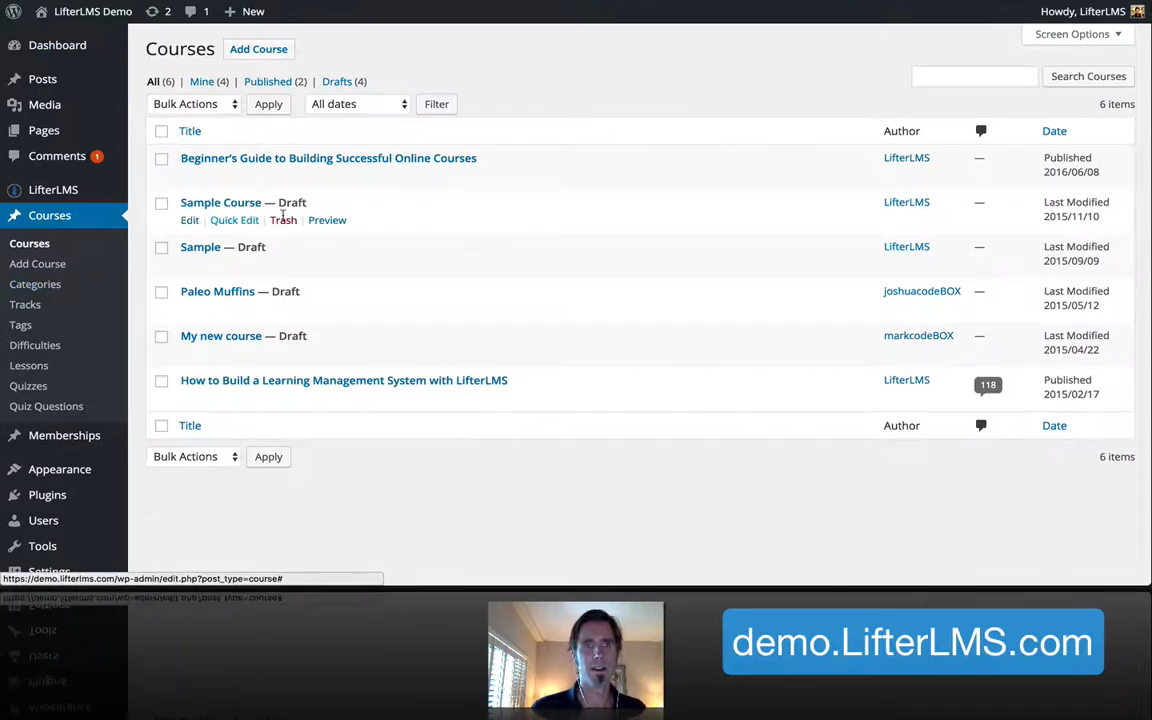 LifterLMS Demo 2 1 New Howdy, LifterLMS
Dashboard
Posts
Media
Pages
Comments 1
LifterLMS
Courses
Courses
Add Course
Categories
Tracks
Tags
Difficulties
Lessons
Quizzes
Quiz Questions
Memberships
Appearance
Plugins
Users
Tools
Settings
Courses Add Course Screen Options
All (6) | Mine (4) | Published (2) | Drafts (4) Search Courses
Bulk Actions Apply All dates Filter 6 items
Title Author Date
Beginner's Guide to Building Successful Online Courses LifterLMS — Published
2016/06/08
Sample Course — Draft LifterLMS — Last Modified
Edit | Quick Edit | Trash | Preview 2015/11/10
Sample — Draft LifterLMS — Last Modified
2015/09/09
Paleo Muffins — Draft joshuacodeBOX — Last Modified
2015/05/12
My new course — Draft markcodeBOX — Last Modified
2015/04/22
How to Build a Learning Management System with LifterLMS LifterLMS 118 Published
2015/02/17
Title Author Date
Bulk Actions Apply 6 items
https://demo.lifterlms.com/wp-admin/edit.php?post_type=course#
demo.LifterLMS.com